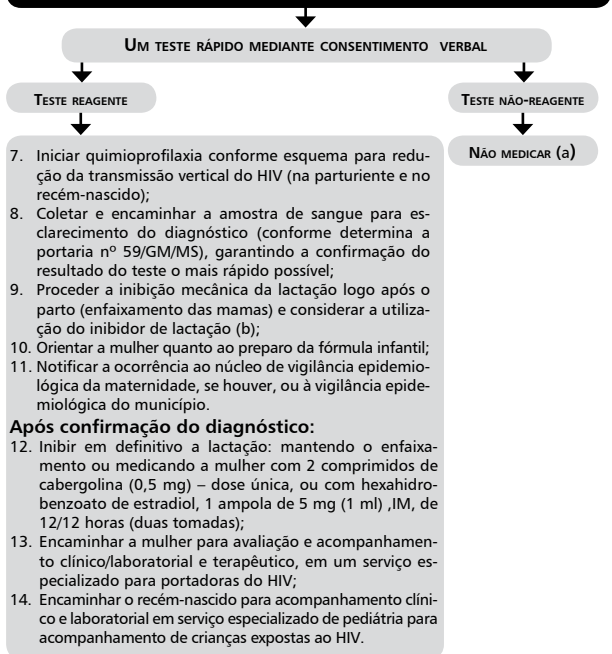 Um teste rápido mediante consentimento verbal
Teste reagente
Teste não-reagente
Não medicar (a)
7. Iniciar quimioprofilaxia conforme esquema para redu-
ção da transmissão vertical do HIV (na parturiente e no
recém-nascido);
8. Coletar e encaminhar a amostra de sangue para es-
clarecimento do diagnóstico (conforme determina a
portaria nº 59/GM/MS), garantindo a confirmação do
resultado do teste o mais rápido possível;
9. Proceder a inibição mecânica da lactação logo após o
parto (enfaixamento das mamas) e considerar a utiliza-
ção do inibidor de lactação (b);
10. Orientar a mulher quanto ao preparo da fórmula infantil;
11. Notificar a ocorrência ao núcleo de vigilância epidemio-
lógica da maternidade, se houver, ou à vigilância epide-
miológica do município.
Após confirmação do diagnóstico:
12. Inibir em definitivo a lactação: mantendo o enfaixa-
mento ou medicando a mulher com 2 comprimidos de
cabergolina (0,5 mg) – dose única, ou com hexahidro-
benzoato de estradiol, 1 ampola de 5 mg (1 ml) ,IM, de
12/12 horas (duas tomadas);
13. Encaminhar a mulher para avaliação e acompanhamen-
to clínico/laboratorial e terapêutico, em um serviço es-
pecializado para portadoras do HIV;
14. Encaminhar o recém-nascido para acompanhamento clíni-
co e laboratorial em serviço especializado de pediátria para
acompanhamento de crianças expostas ao HIV.